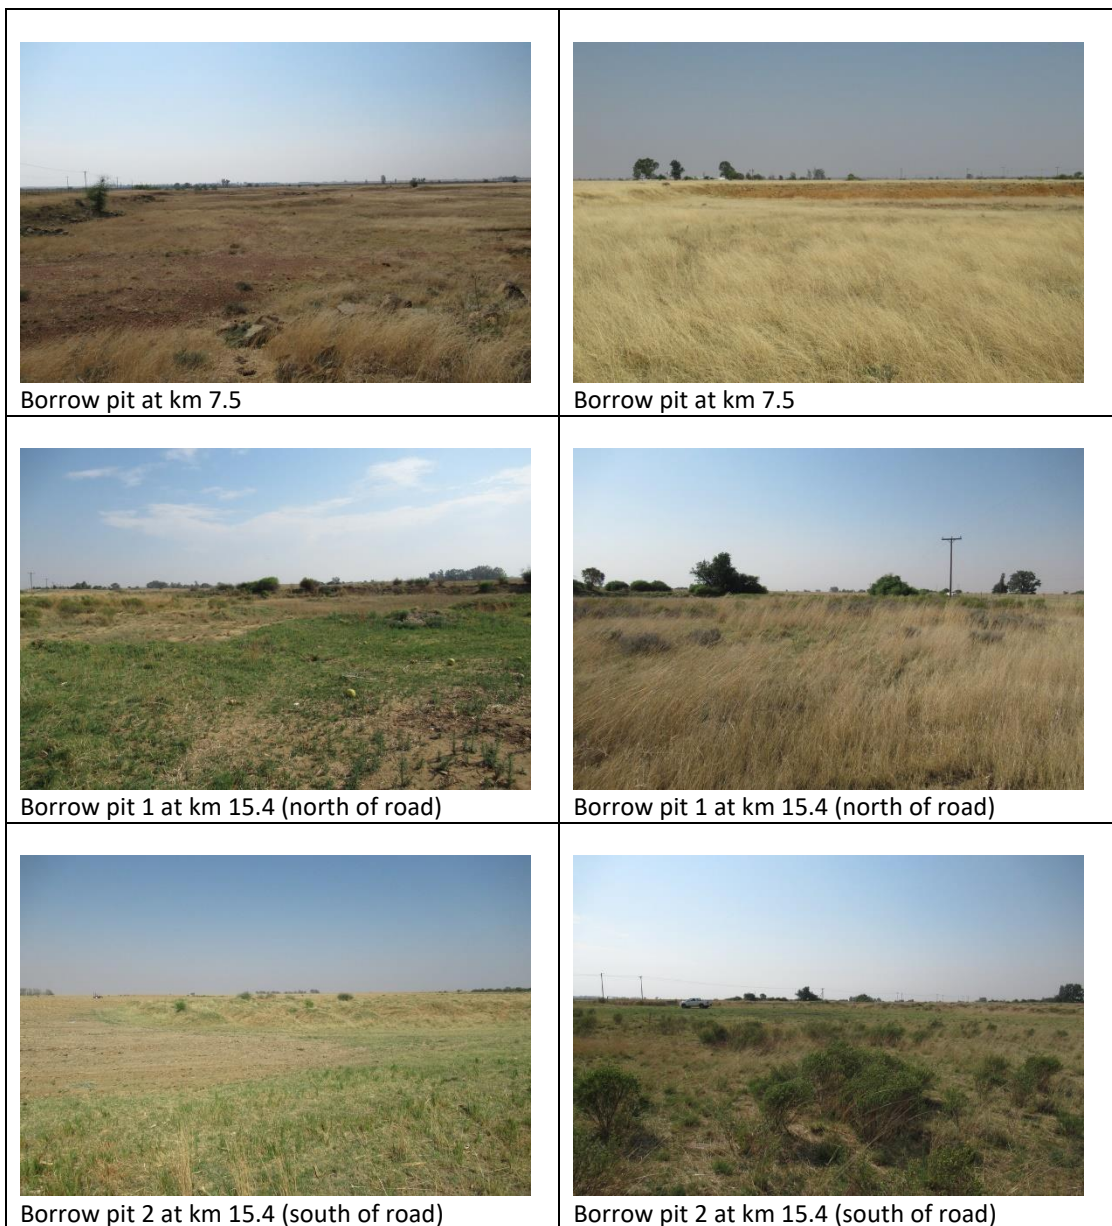 Borrow pit at km 7.5
Borrow pit at km 7.5
Borrow pit 1 at km 15.4 (north of road)
Borrow pit 1 at km 15.4 (north of road)
Borrow pit 2 at km 15.4 (south of road)
Borrow pit 2 at km 15.4 (south of road)